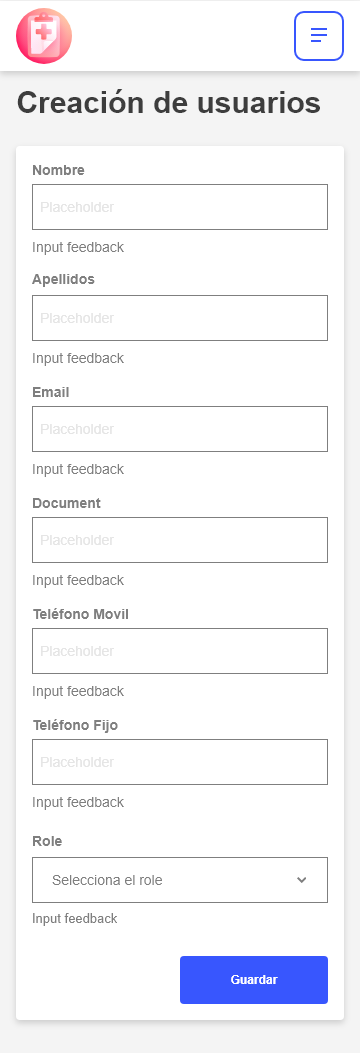 Creación de usuarios
Nombre
Placeholder
Input feedback
Apellidos
Placeholder
Input feedback
Email
Placeholder
Input feedback
Document
Placeholder
Input feedback
Teléfono Movil
Placeholder
Input feedback
Teléfono Fijo
Placeholder
Input feedback
Role
Selecciona el role
Input feedback
Guardar